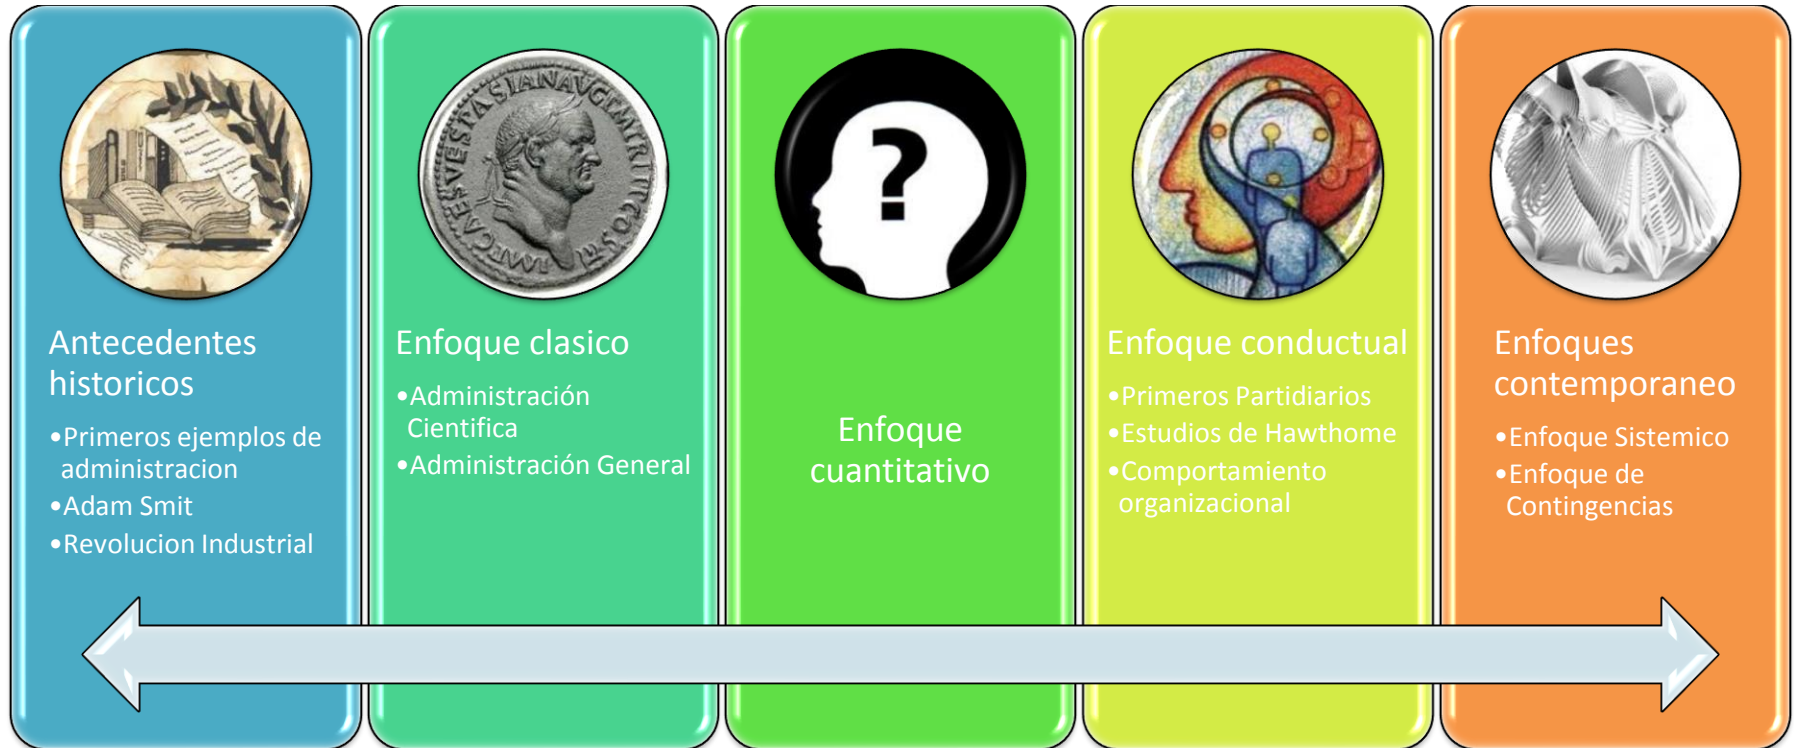 Antecedentes
historicos
•Primeros ejemplos de
administracion
•Adam Smit
•Revolucion Industrial
Enfoque clasico
•Administración
Cientifica
•Administración General
?
Enfoque
cuantitativo
Enfoque conductual
•Primeros Partidiarios
•Estudios de Hawthome
•Comportamiento
organizacional
Enfoques
contemporaneo
•Enfoque Sistemico
•Enfoque de
Contingencias